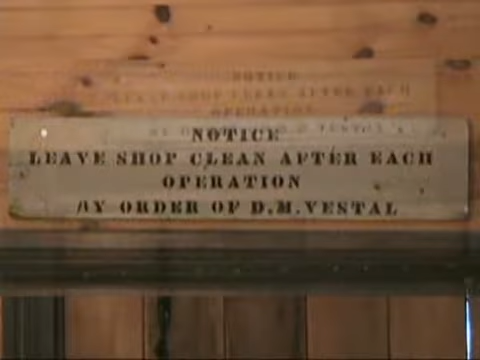 NOTICE
LEAVE SHOP CLEAN AFTER EACH
OPERATION
BY ORDER OF D.M. VESTAL